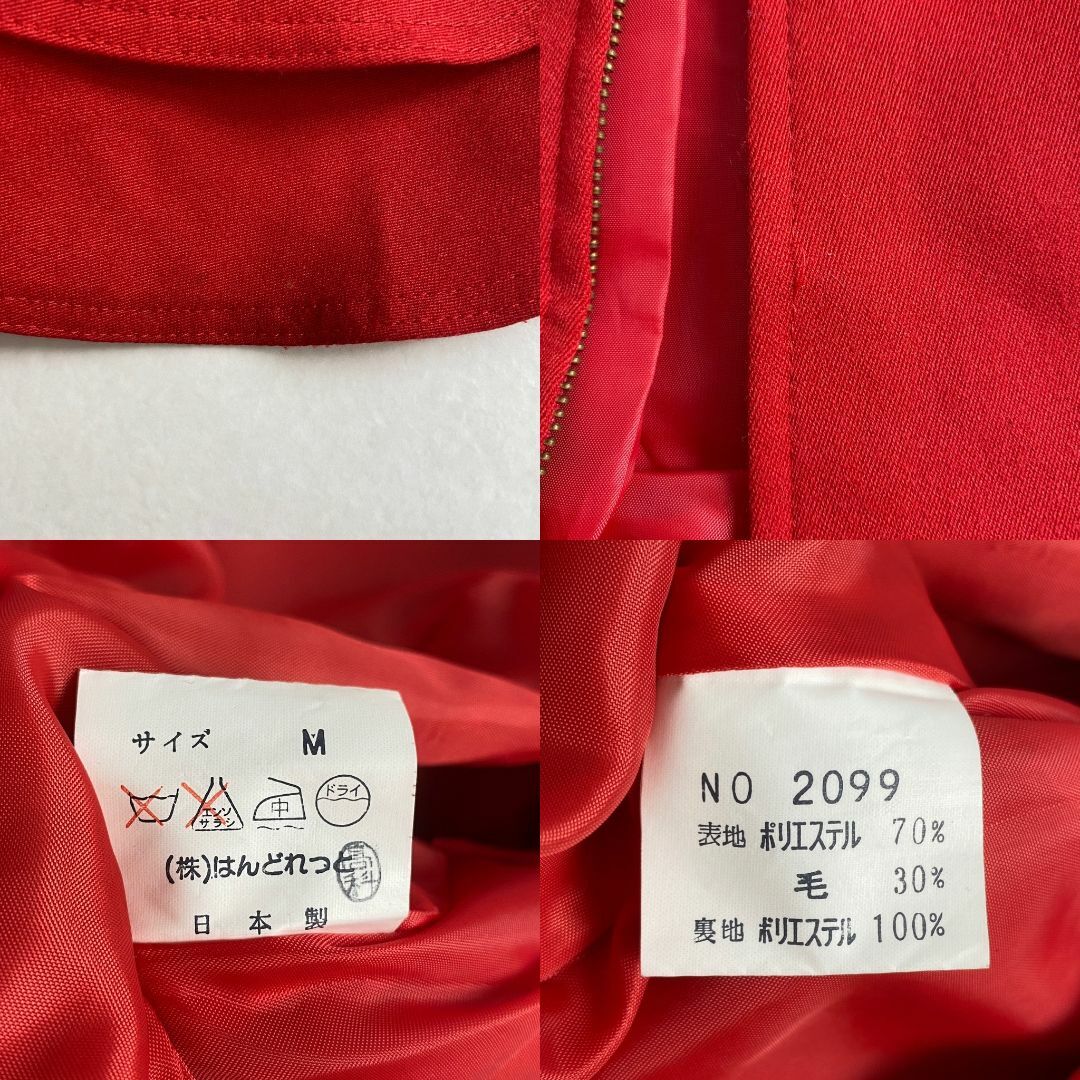 サイズ M
エンソ
サラシ
中
ドライ
(株)はんどれっど
日本製
NO 2099
表地 ポリエステル 70%
毛 30%
裏地 ポリエステル 100%